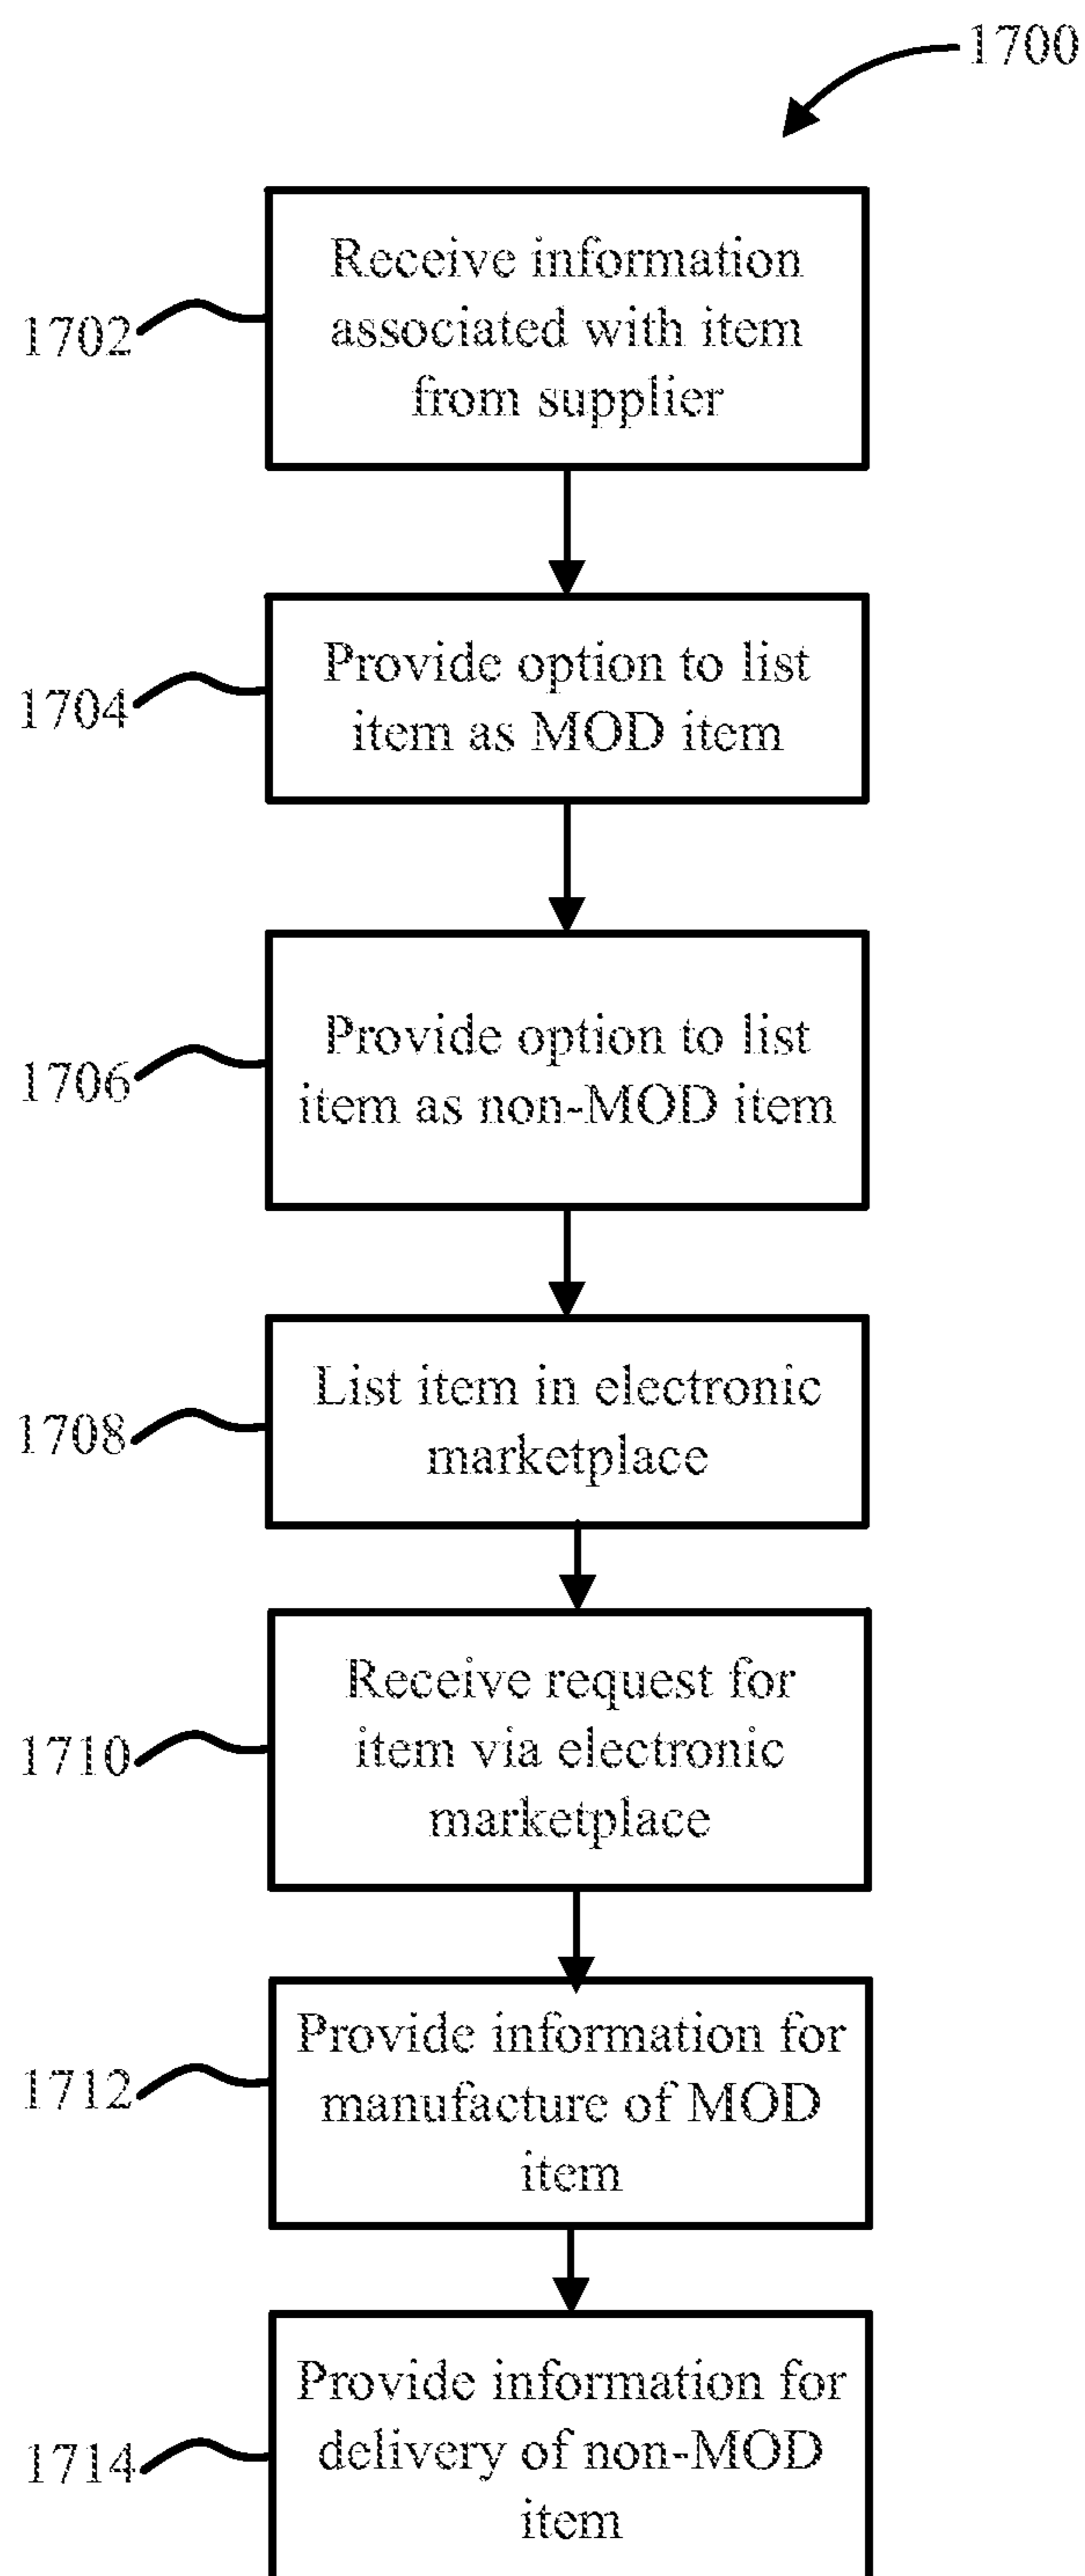 1700
Receive information
associated with item
from supplier
1702
Provide option to list
item as MOD item
1704
Provide option to list
item as non-MOD item
1706
List item in electronic
marketplace
1708
Receive request for
item via electronic
marketplace
1710
Provide information for
manufacture of MOD
item
1712
Provide information for
delivery of non-MOD
item
1714